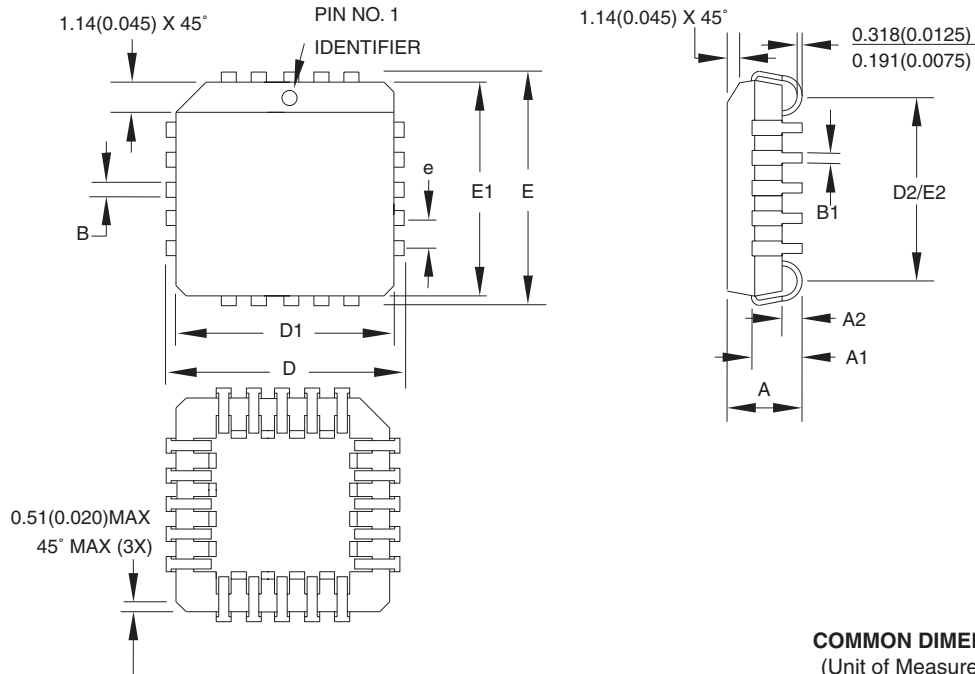 1.14(0.045) X 45˚
PIN NO. 1
IDENTIFIER
1.14(0.045) X 45˚
0.318(0.0125)
0.191(0.0075)
e
E1
E
B
D1
D
B1
D2/E2
A2
A1
A
0.51(0.020)MAX
45˚ MAX (3X)
COMMON DIME
(Unit of Measure